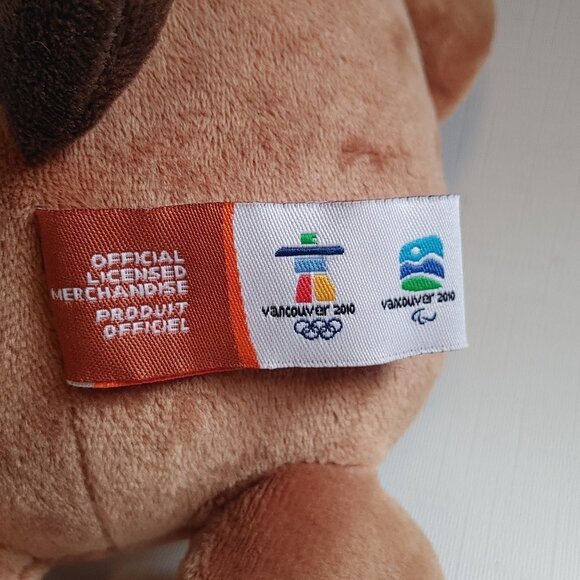 OFFICIAL
LICENSED
MERCHANDISE
PRODUIT
OFFICIEL
vancouver 2010
vancouver 2010